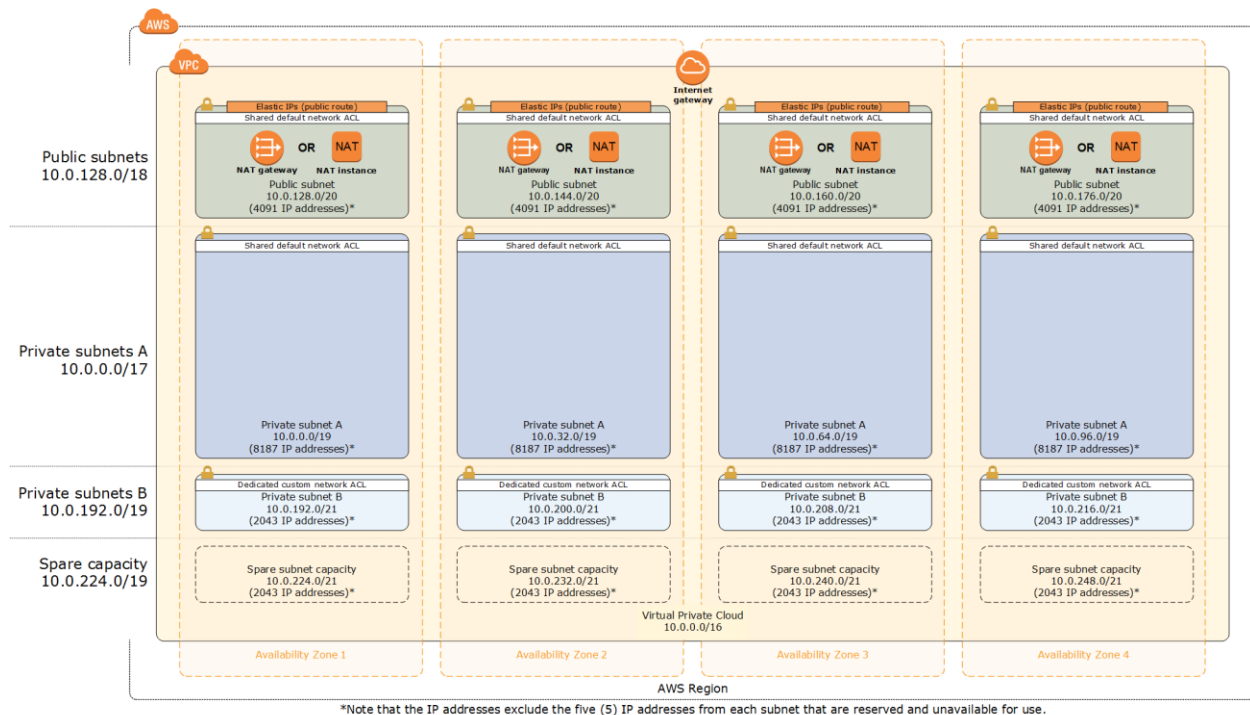 AWS
VPC
Internet
gateway
Public subnets
10.0.128.0/18
Elastic IPs (public route)
Shared default network ACL
OR
NAT
NAT gateway
NAT instance
Public subnet
10.0.128.0/20
(4091 IP addresses)*
Elastic IPs (public route)
Shared default network ACL
OR
NAT
NAT gateway
NAT instance
Public subnet
10.0.144.0/20
(4091 IP addresses)*
Elastic IPs (public route)
Shared default network ACL
OR
NAT
NAT gateway
NAT instance
Public subnet
10.0.160.0/20
(4091 IP addresses)*
Elastic IPs (public route)
Shared default network ACL
OR
NAT
NAT gateway
NAT instance
Public subnet
10.0.176.0/20
(4091 IP addresses)*
Private subnets A
10.0.0.0/17
Shared default network ACL
Private subnet A
10.0.0.0/19
(8187 IP addresses)*
Shared default network ACL
Private subnet A
10.0.32.0/19
(8187 IP addresses)*
Shared default network ACL
Private subnet A
10.0.64.0/19
(8187 IP addresses)*
Shared default network ACL
Private subnet A
10.0.96.0/19
(8187 IP addresses)*
Private subnets B
10.0.192.0/19
Dedicated custom network ACL
Private subnet B
10.0.192.0/21
(2043 IP addresses)*
Dedicated custom network ACL
Private subnet B
10.0.200.0/21
(2043 IP addresses)*
Dedicated custom network ACL
Private subnet B
10.0.208.0/21
(2043 IP addresses)*
Dedicated custom network ACL
Private subnet B
10.0.216.0/21
(2043 IP addresses)*
Spare capacity
10.0.224.0/19
Spare subnet capacity
10.0.224.0/21
(2043 IP addresses)*
Spare subnet capacity
10.0.232.0/21
(2043 IP addresses)*
Spare subnet capacity
10.0.240.0/21
(2043 IP addresses)*
Spare subnet capacity
10.0.248.0/21
(2043 IP addresses)*
Virtual Private Cloud
10.0.0.0/16
Availability Zone 1
Availability Zone 2
Availability Zone 3
Availability Zone 4
AWS Region
*Note that the IP addresses exclude the five (5) IP addresses from each subnet that are reserved and unavailable for use.